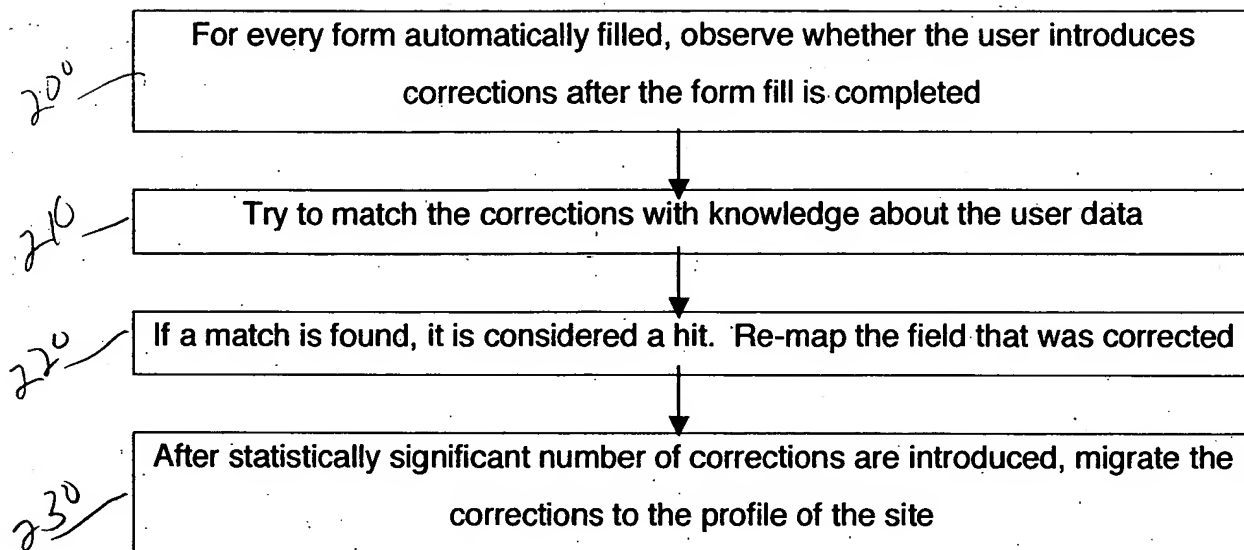 For every form automatically filled, observe whether the user introduces
corrections after the form fill is completed
200
Try to match the corrections with knowledge about the user data
210
If a match is found, it is considered a hit. Re-map the field that was corrected
220
After statistically significant number of corrections are introduced, migrate the
corrections to the profile of the site
230